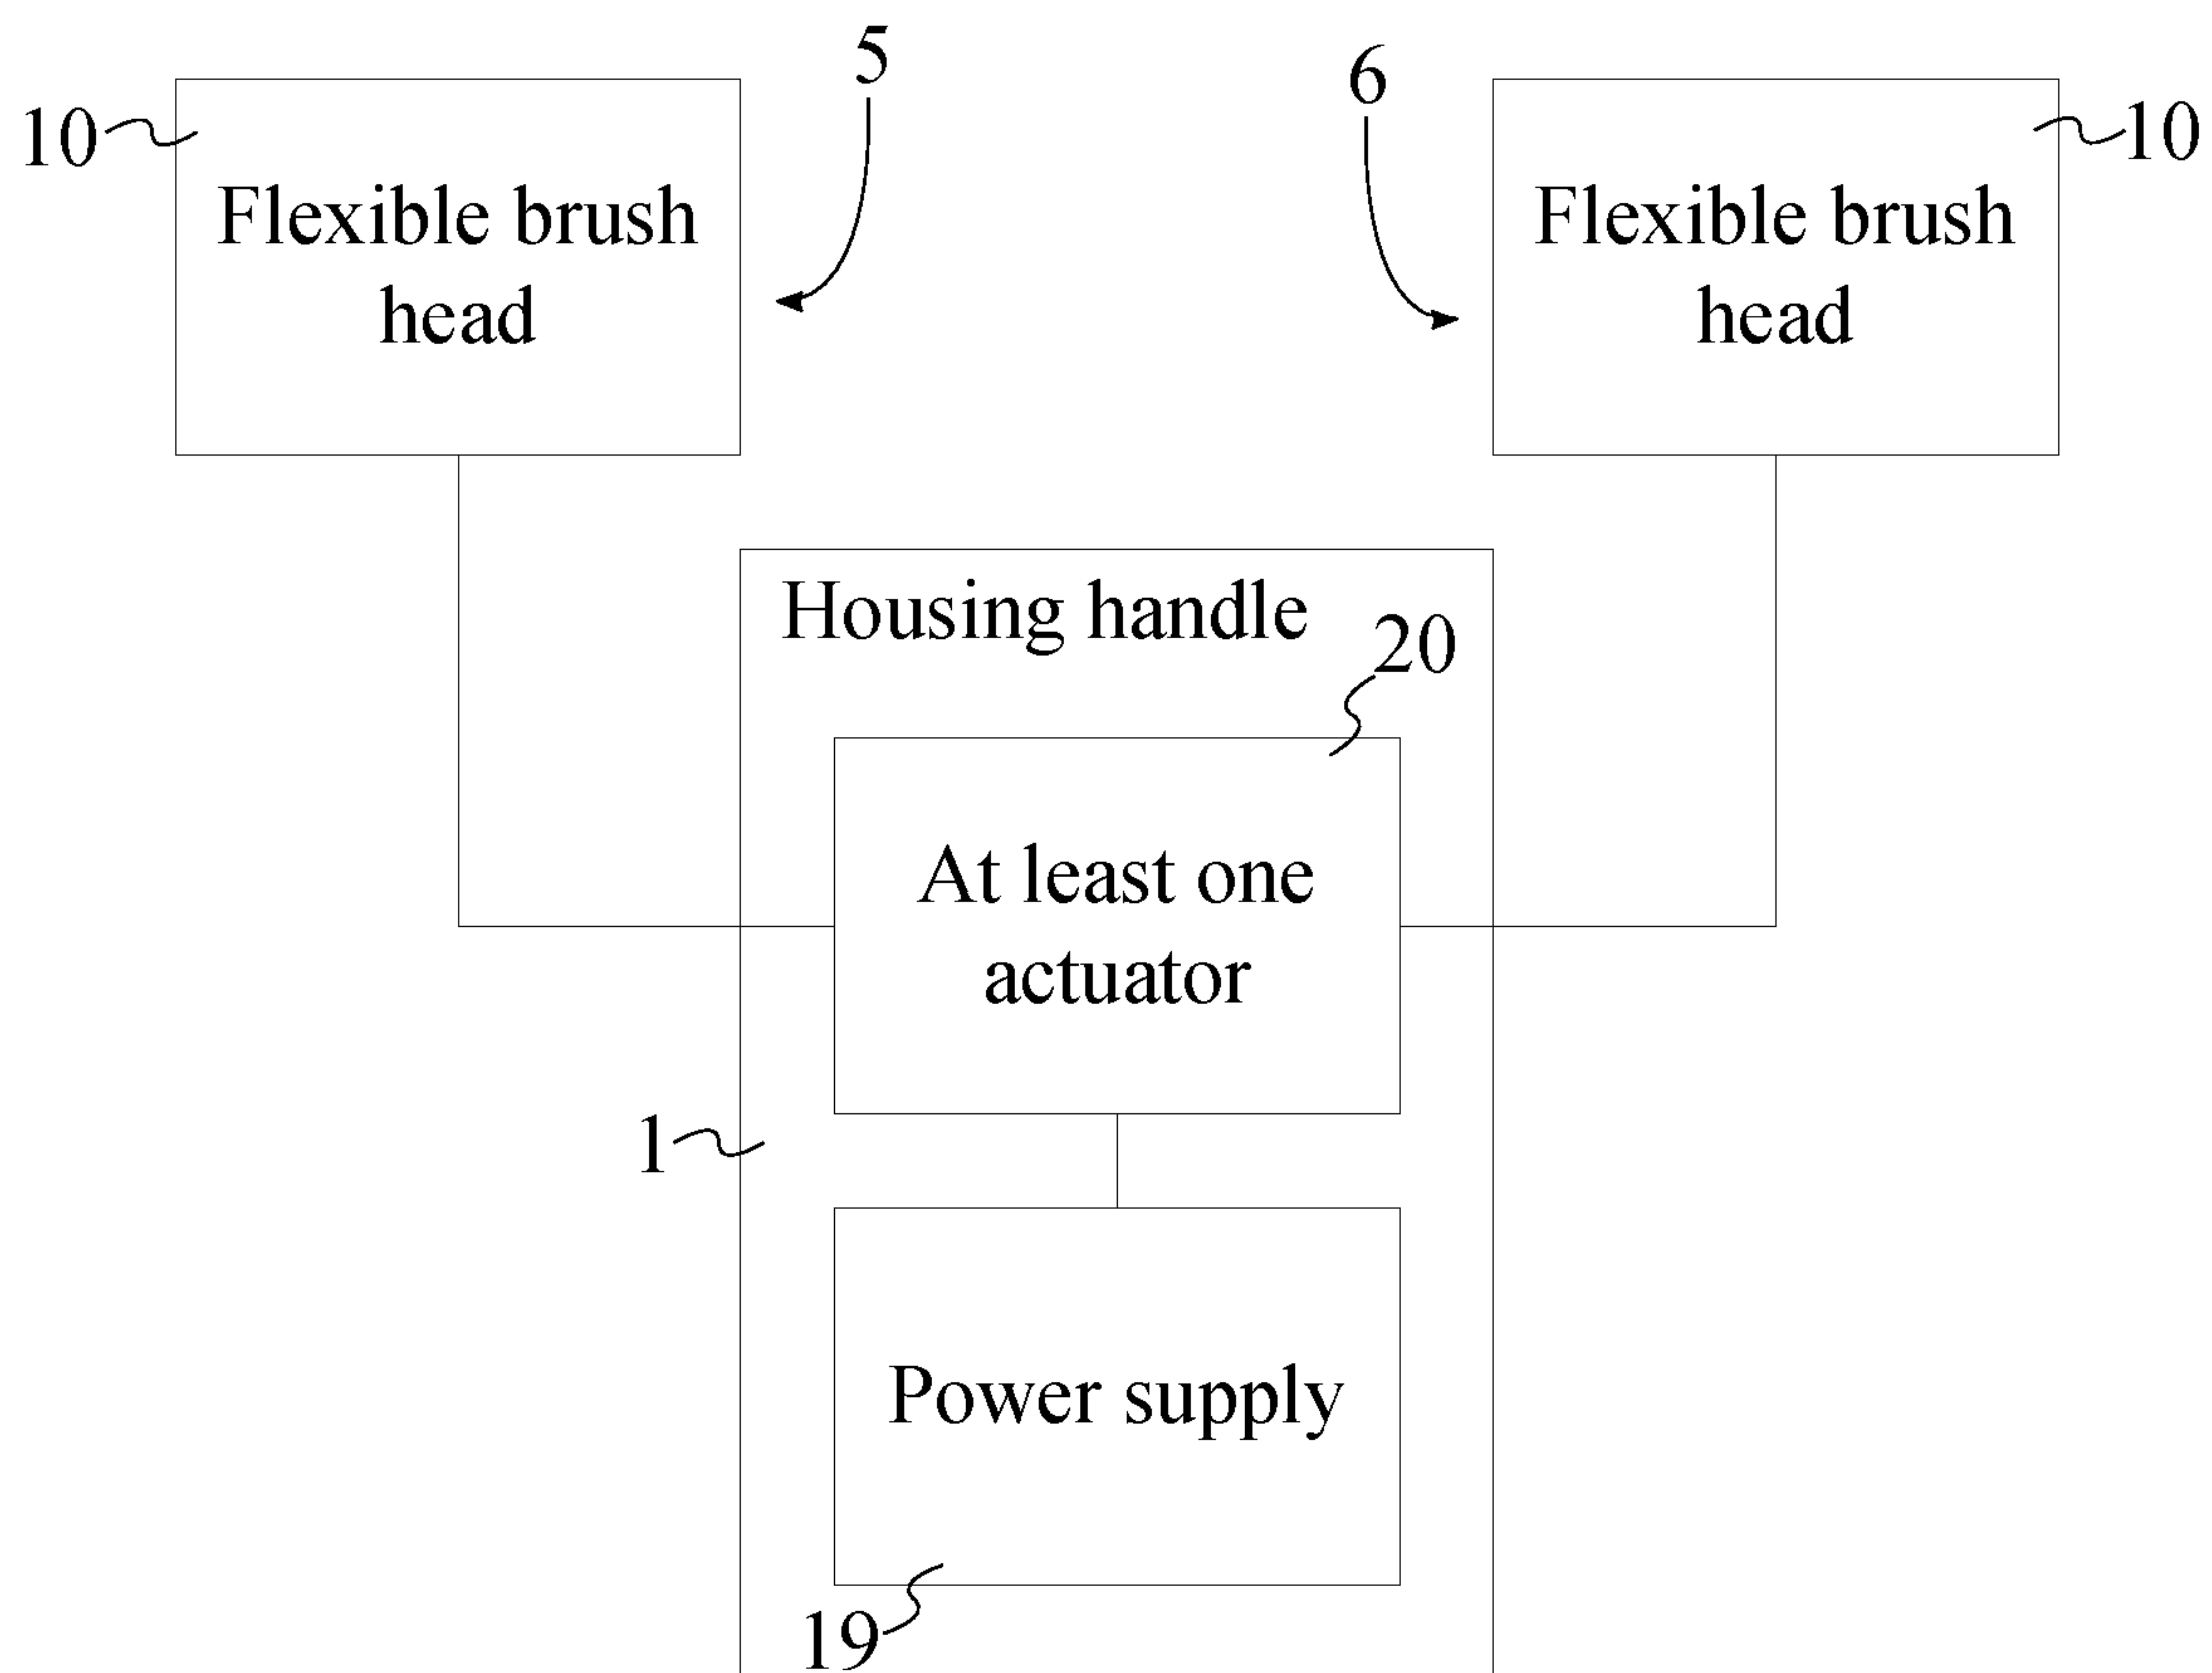 5
6
10
10
Flexible brush
head
Flexible brush
head
Housing handle
20
At least one
actuator
1
Power supply
19